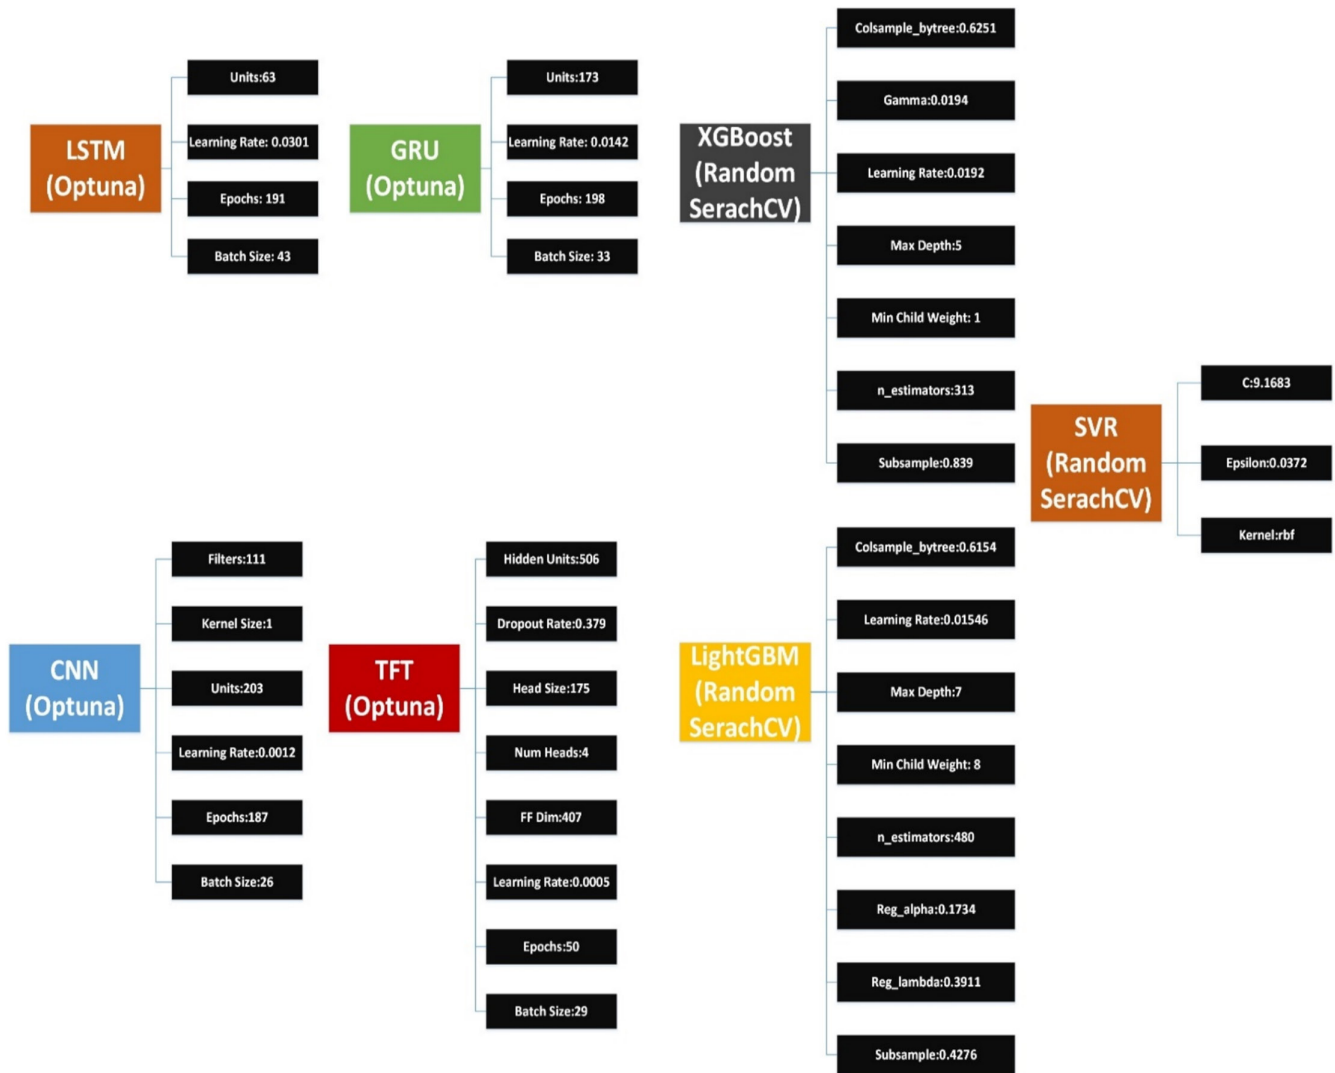 LSTM
(Optuna)
Units:63
Learning Rate: 0.0301
Epochs: 191
Batch Size: 43
GRU
(Optuna)
Units:173
Learning Rate: 0.0142
Epochs: 198
Batch Size: 33
XGBoost
(Random
SerachCV)
Colsample_bytree:0.6251
Gamma:0.0194
Learning Rate:0.0192
Max Depth:5
Min Child Weight: 1
n_estimators:313
Subsample:0.839
SVR
(Random
SerachCV)
C:9.1683
Epsilon:0.0372
Kernel:rbf
CNN
(Optuna)
Filters:111
Kernel Size:1
Units:203
Learning Rate:0.0012
Epochs:187
Batch Size:26
TFT
(Optuna)
Hidden Units:506
Dropout Rate:0.379
Head Size:175
Num Heads:4
FF Dim:407
Learning Rate:0.0005
Epochs:50
Batch Size:29
LightGBM
(Random
SerachCV)
Colsample_bytree:0.6154
Learning Rate:0.01546
Max Depth:7
Min Child Weight: 8
n_estimators:480
Reg_alpha:0.1734
Reg_lambda:0.3911
Subsample:0.4276